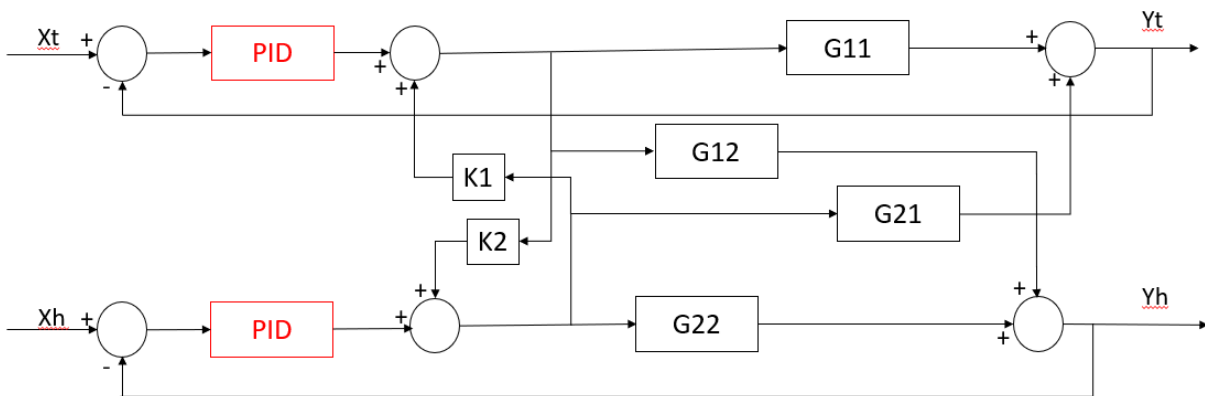 Xt
+
-
PID
+
+
G11
+
+
Yt
G12
K1
G21
K2
Xh
+
-
PID
+
+
G22
+
+
Yh